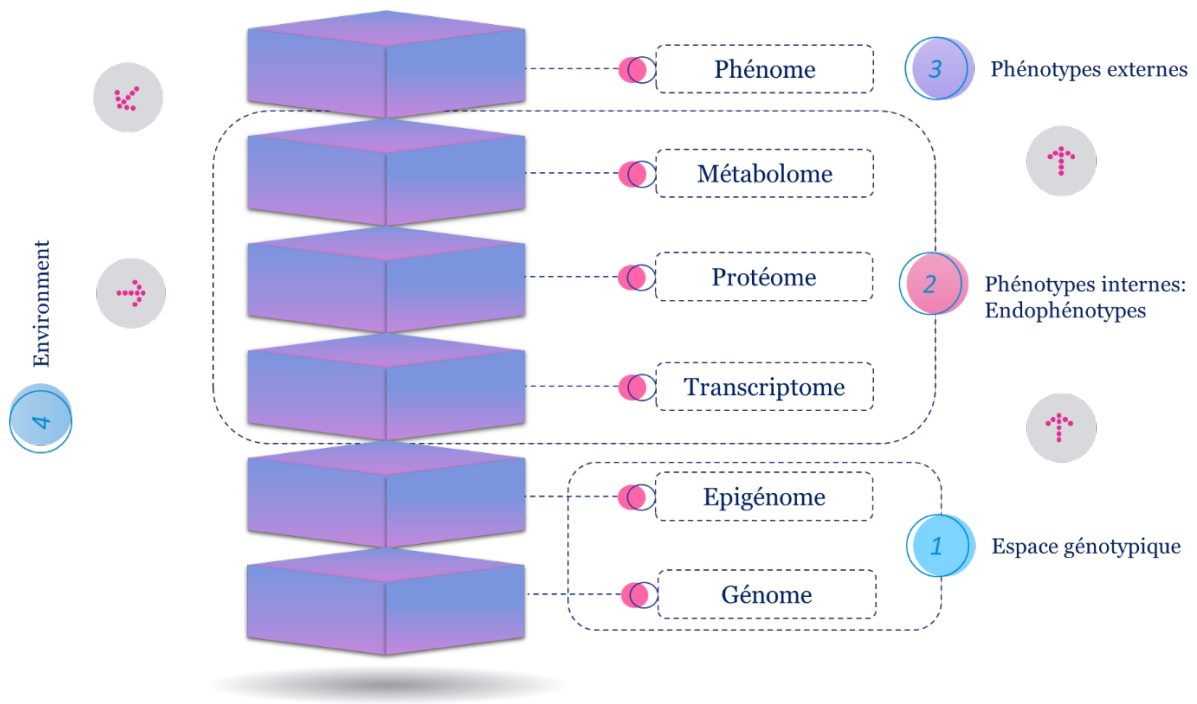 Phénome
3
Phénotypes externes
Métabolome
Protéome
2
Phénotypes internes:
Endophénotypes
Environment
4
Transcriptome
Epigénome
1
Espace génotypique
Génome